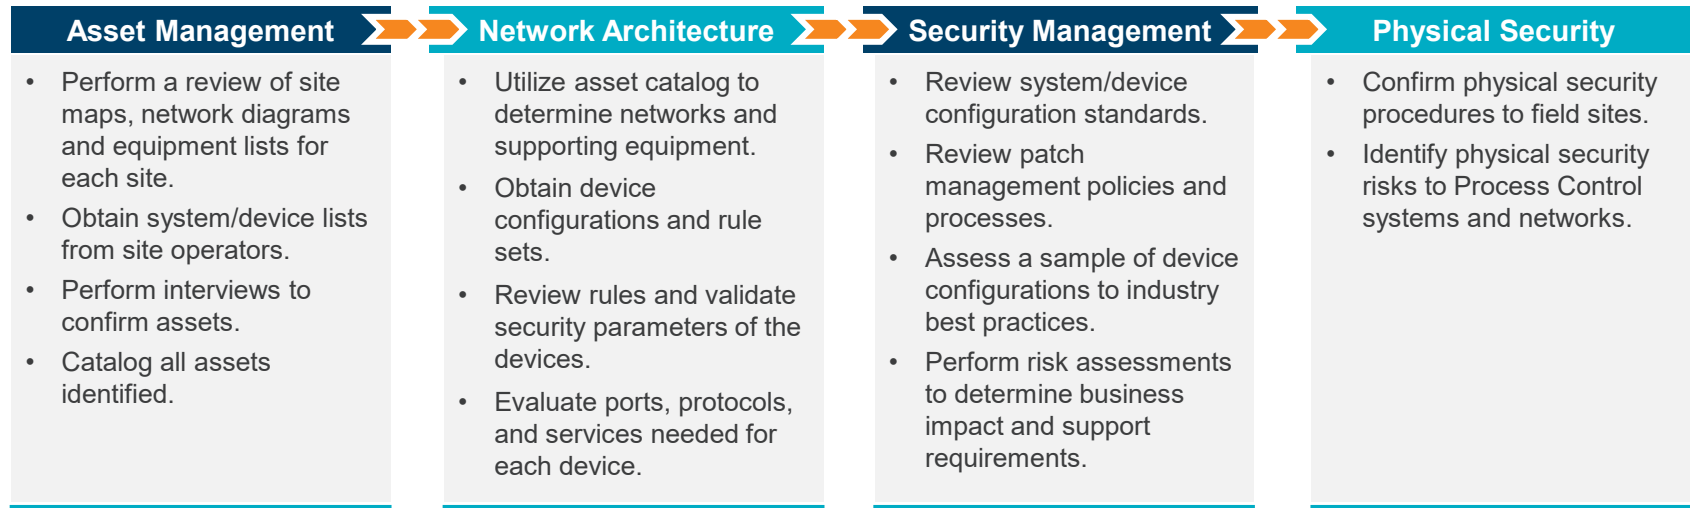 Asset Management
• Perform a review of site
maps, network diagrams
and equipment lists for
each site.
• Obtain system/device lists
from site operators.
• Perform interviews to
confirm assets.
• Catalog all assets
identified.
Network Architecture
• Utilize asset catalog to
determine networks and
supporting equipment.
• Obtain device
configurations and rule
sets.
• Review rules and validate
security parameters of the
devices.
• Evaluate ports, protocols,
and services needed for
each device.
Security Management
• Review system/device
configuration standards.
• Review patch
management policies and
processes.
• Assess a sample of device
configurations to industry
best practices.
• Perform risk assessments
to determine business
impact and support
requirements.
Physical Security
• Confirm physical security
procedures to field sites.
• Identify physical security
risks to Process Control
systems and networks.